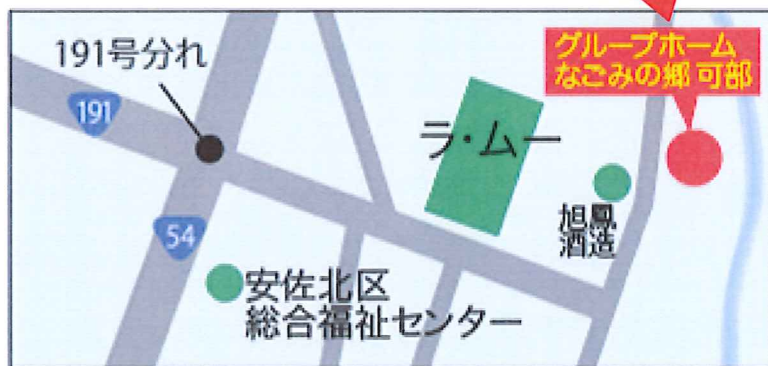 191号分れ
191
グループホーム
なごみの郷 可部
ラ・ムー
旭鳳
酒造
54
安佐北区
総合福祉センター